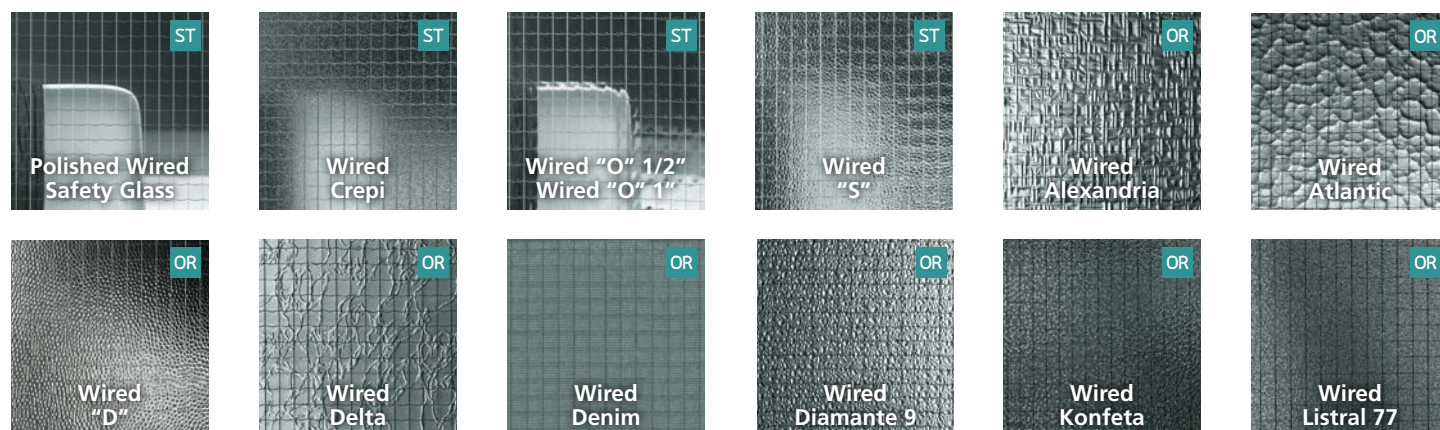 ST
Polished Wired
Safety Glass
ST
Wired
Crepi
ST
Wired “O” 1/2”
Wired “O” 1”
ST
Wired
“S”
OR
Wired
Alexandria
OR
Wired
Atlantic
OR
Wired
“D”
OR
Wired
Delta
OR
Wired
Denim
OR
Wired
Diamante 9
OR
Wired
Konfeta
OR
Wired
Listral 77